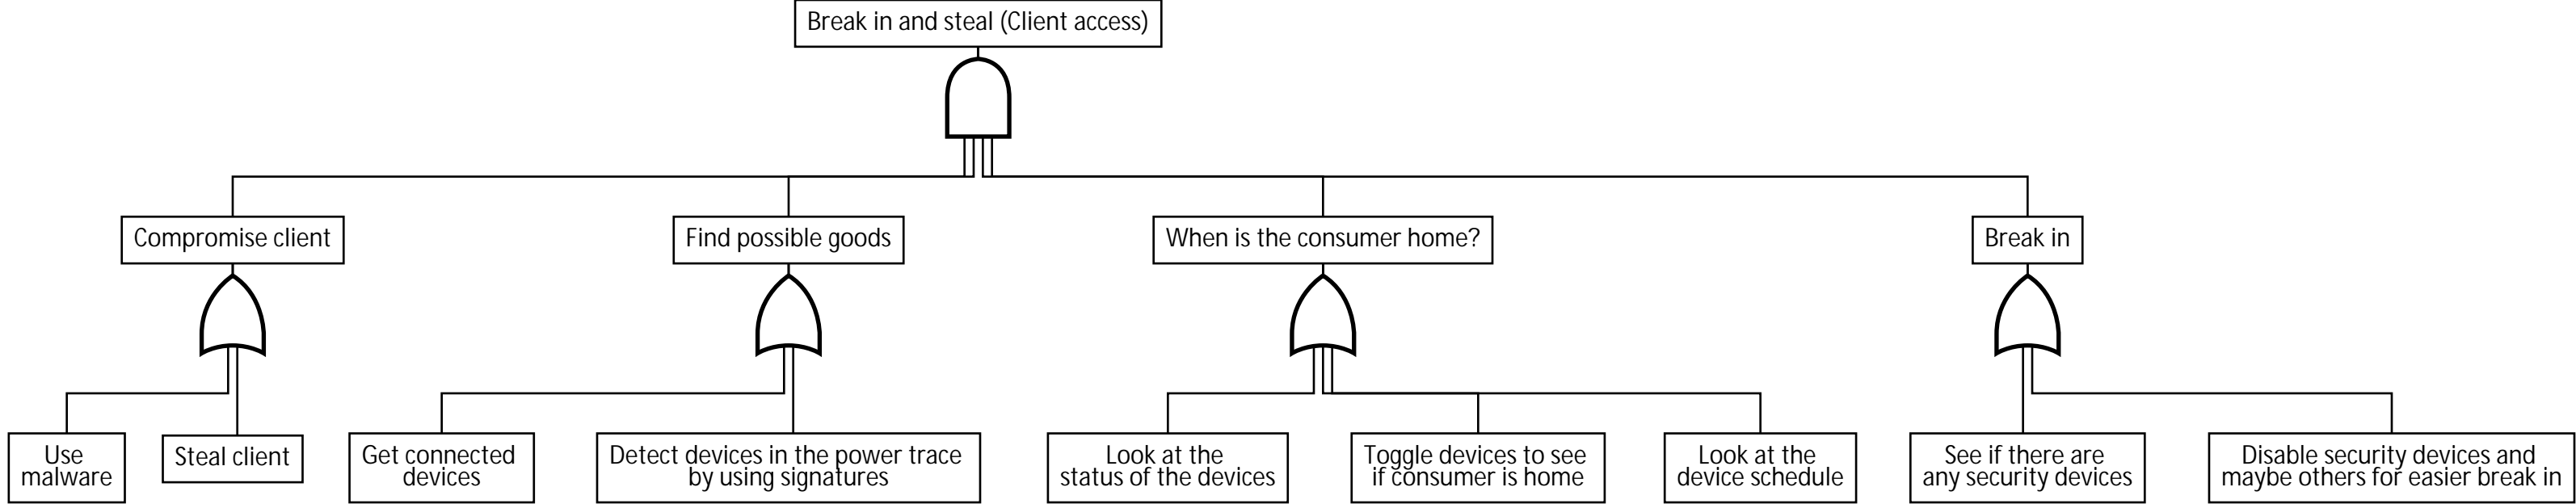 Break in and steal (Client access)
Compromise client
Find possible goods
When is the consumer home?
Break in
Use
malware
Steal client
Get connected
devices
Detect devices in the power trace
by using signatures
Look at the
status of the devices
Toggle devices to see
if consumer is home
Look at the
device schedule
See if there are
any security devices
Disable security devices and
maybe others for easier break in